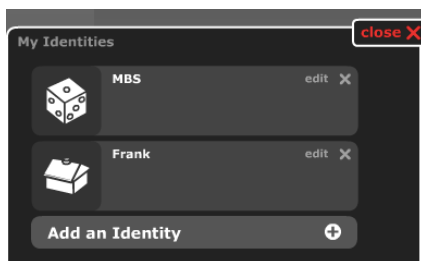 close X
My Identities
MBS edit X
Frank edit X
Add an Identity +